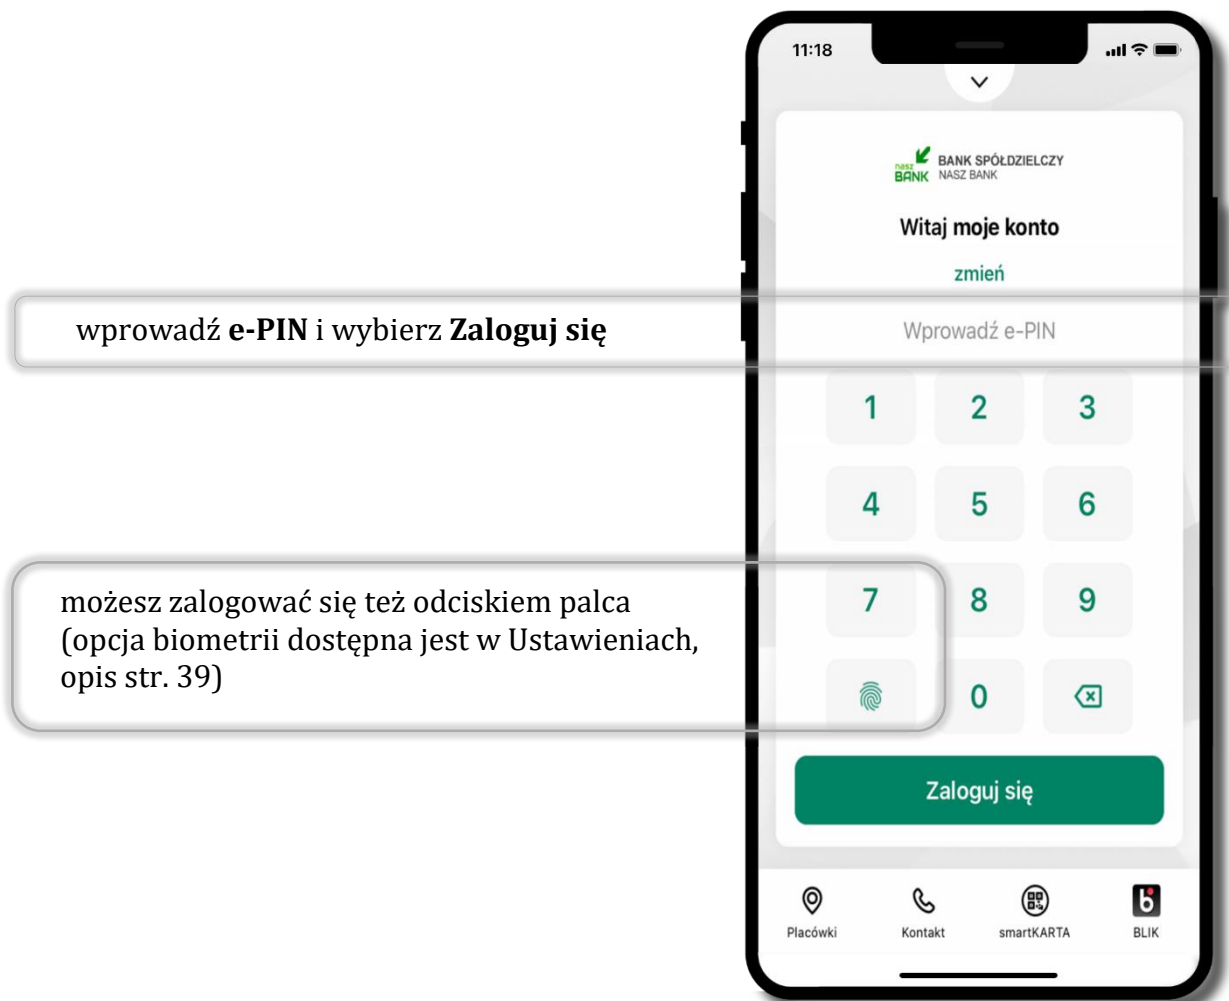 11:18
nasz
BANK
BANK SPÓŁDZIELCZY
NASZ BANK
Witaj moje konto
zmień
wprowadź e-PIN i wybierz Zaloguj się
Wprowadź e-PIN
1 2 3
4 5 6
możesz zalogować się też odciskiem palca
(opcja biometrii dostępna jest w Ustawieniach,
opis str. 39)
7 8 9
0
Zaloguj się
Placówki Kontakt smartKARTA BLIK